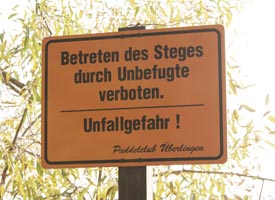 Betreten des Steges
durch Unbefugte
verboten.
Unfallgefahr !
Paddelclub Überlingen